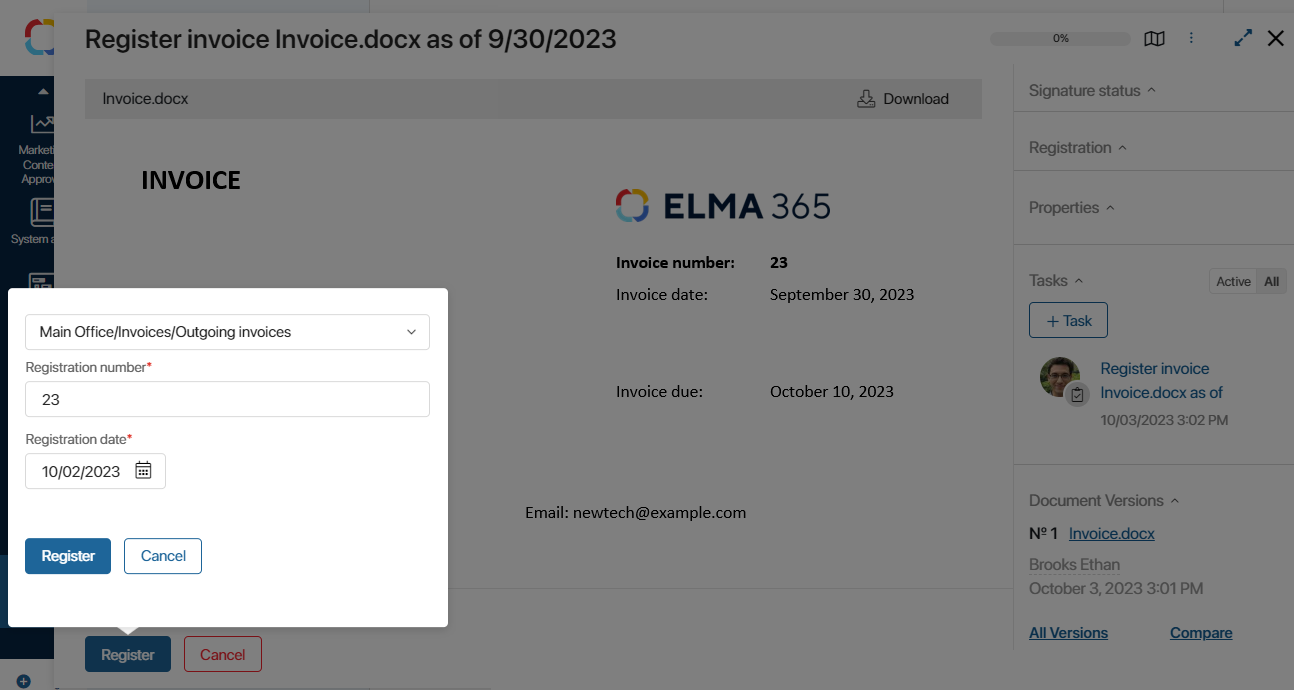 Register invoice Invoice.docx as of 9/30/2023
0%
Invoice.docx
Download
INVOICE
ELMA 365
Invoice number: 23
Invoice date: September 30, 2023
Invoice due: October 10, 2023
Email: newtech@example.com
Marketi
Conte
Approv
System a
Main Office/Invoices/Outgoing invoices
Registration number*
23
Registration date*
10/02/2023
Register
Cancel
Register
Cancel
Signature status
Registration
Properties
Tasks
Active
All
+ Task
Register invoice
Invoice.docx as of
10/03/2023 3:02 PM
Document Versions
Nº 1 Invoice.docx
Brooks Ethan
October 3, 2023 3:01 PM
All Versions
Compare